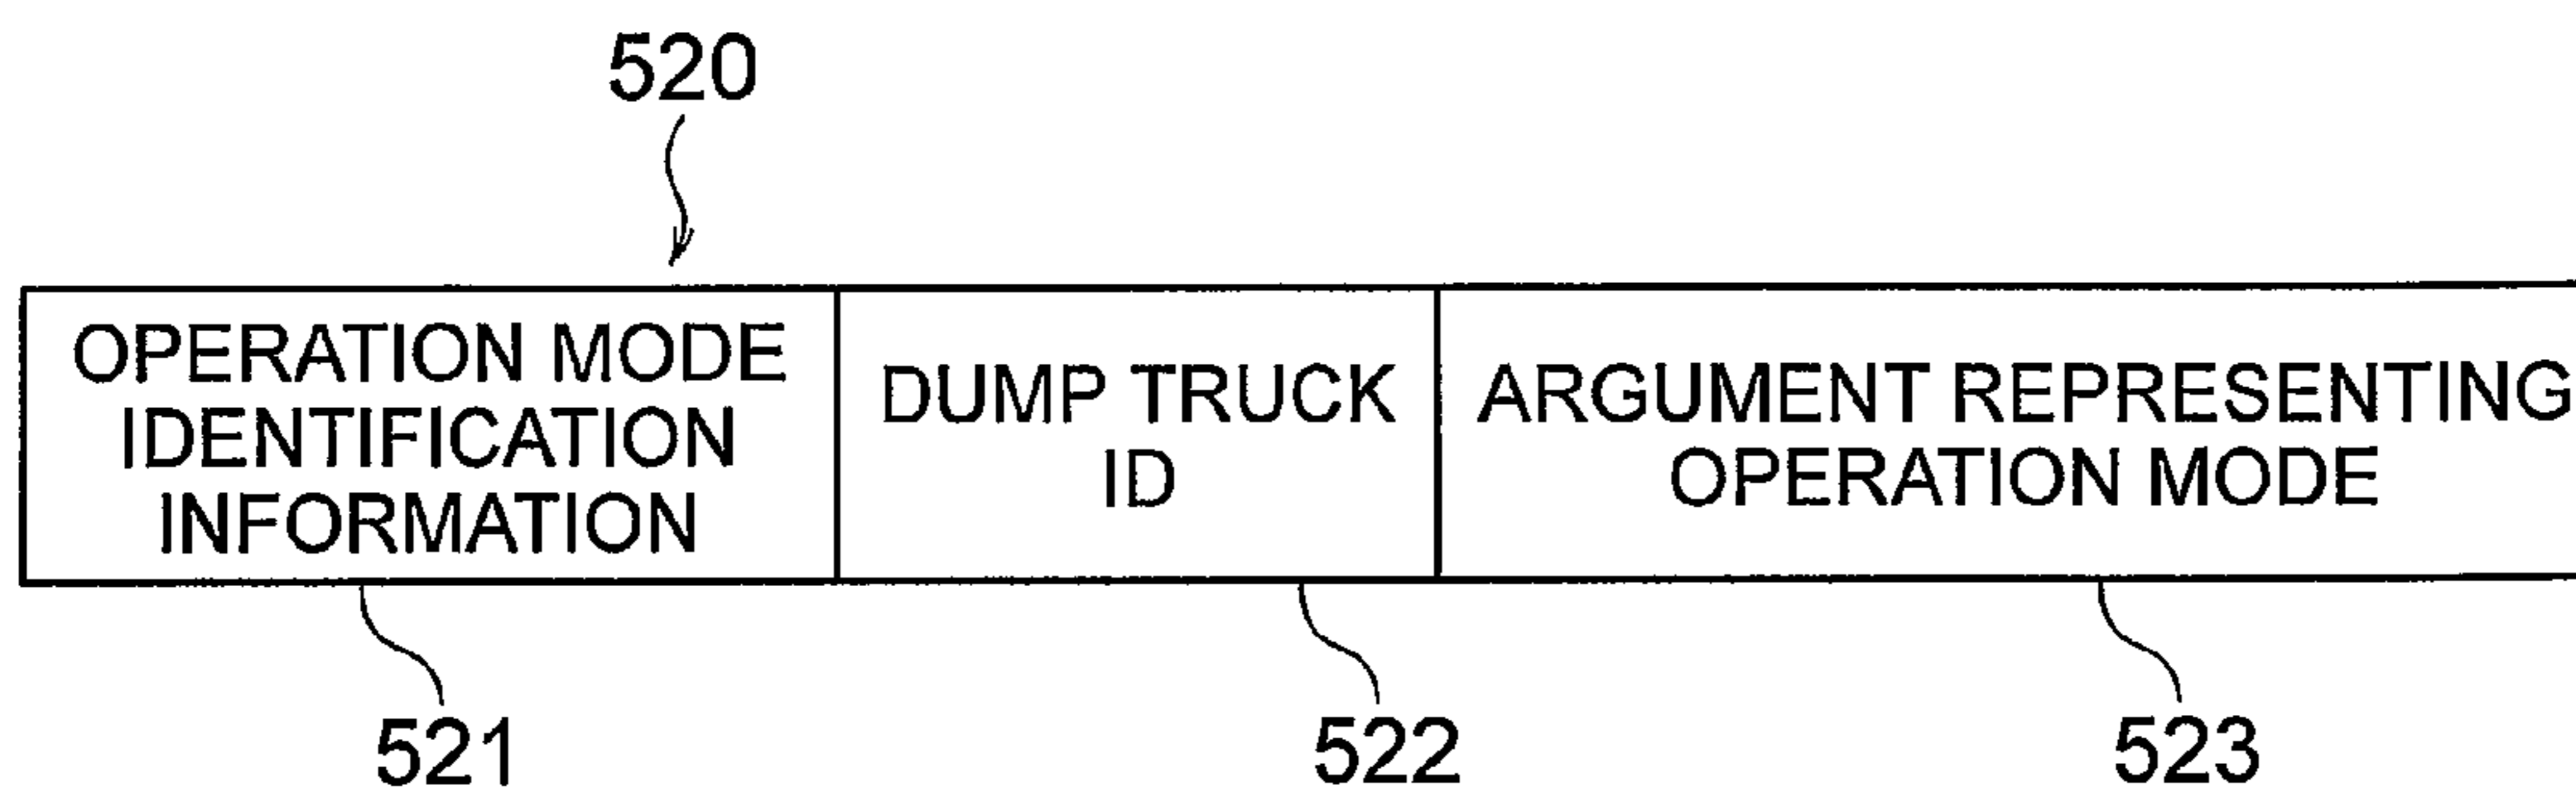 520
OPERATION MODE
IDENTIFICATION
INFORMATION
DUMP TRUCK
ID
ARGUMENT REPRESENTING
OPERATION MODE
521
522
523